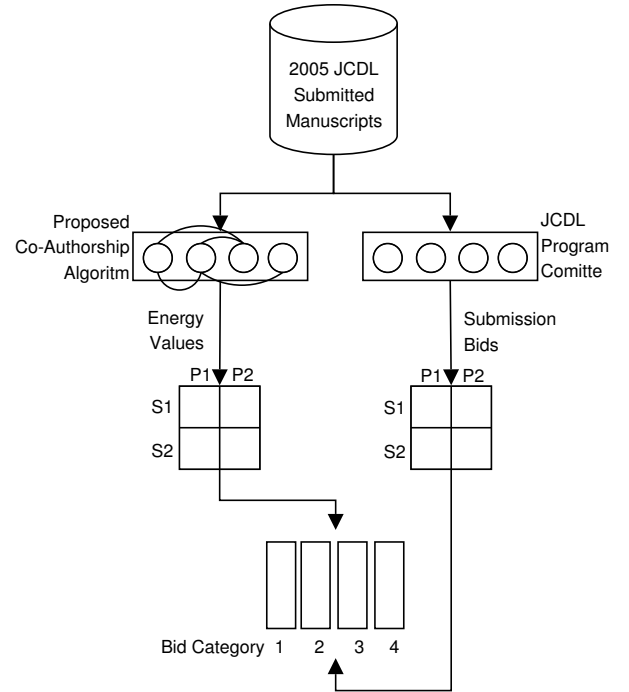 2005 JCDL
Submitted
Manuscripts
Proposed
Co-Authorship
Algoritm
JCDL
Program
Comitte
Energy
Values
Submission
Bids
P1 P2
S1
S2
P1 P2
S1
S2
Bid Category 1 2 3 4